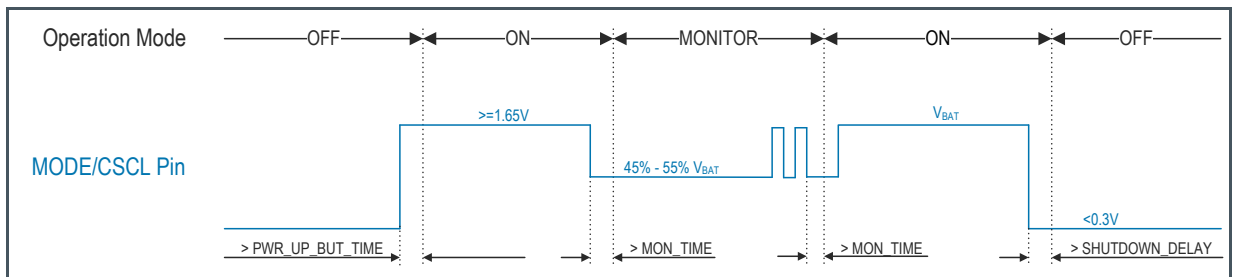 Operation Mode OFF ON MONITOR ON OFF
>=1.65V VBAT
MODE/CSCL Pin 45% - 55% VBAT
<0.3V
> PWR_UP_BUT_TIME > MON_TIME > MON_TIME > SHUTDOWN_DELAY